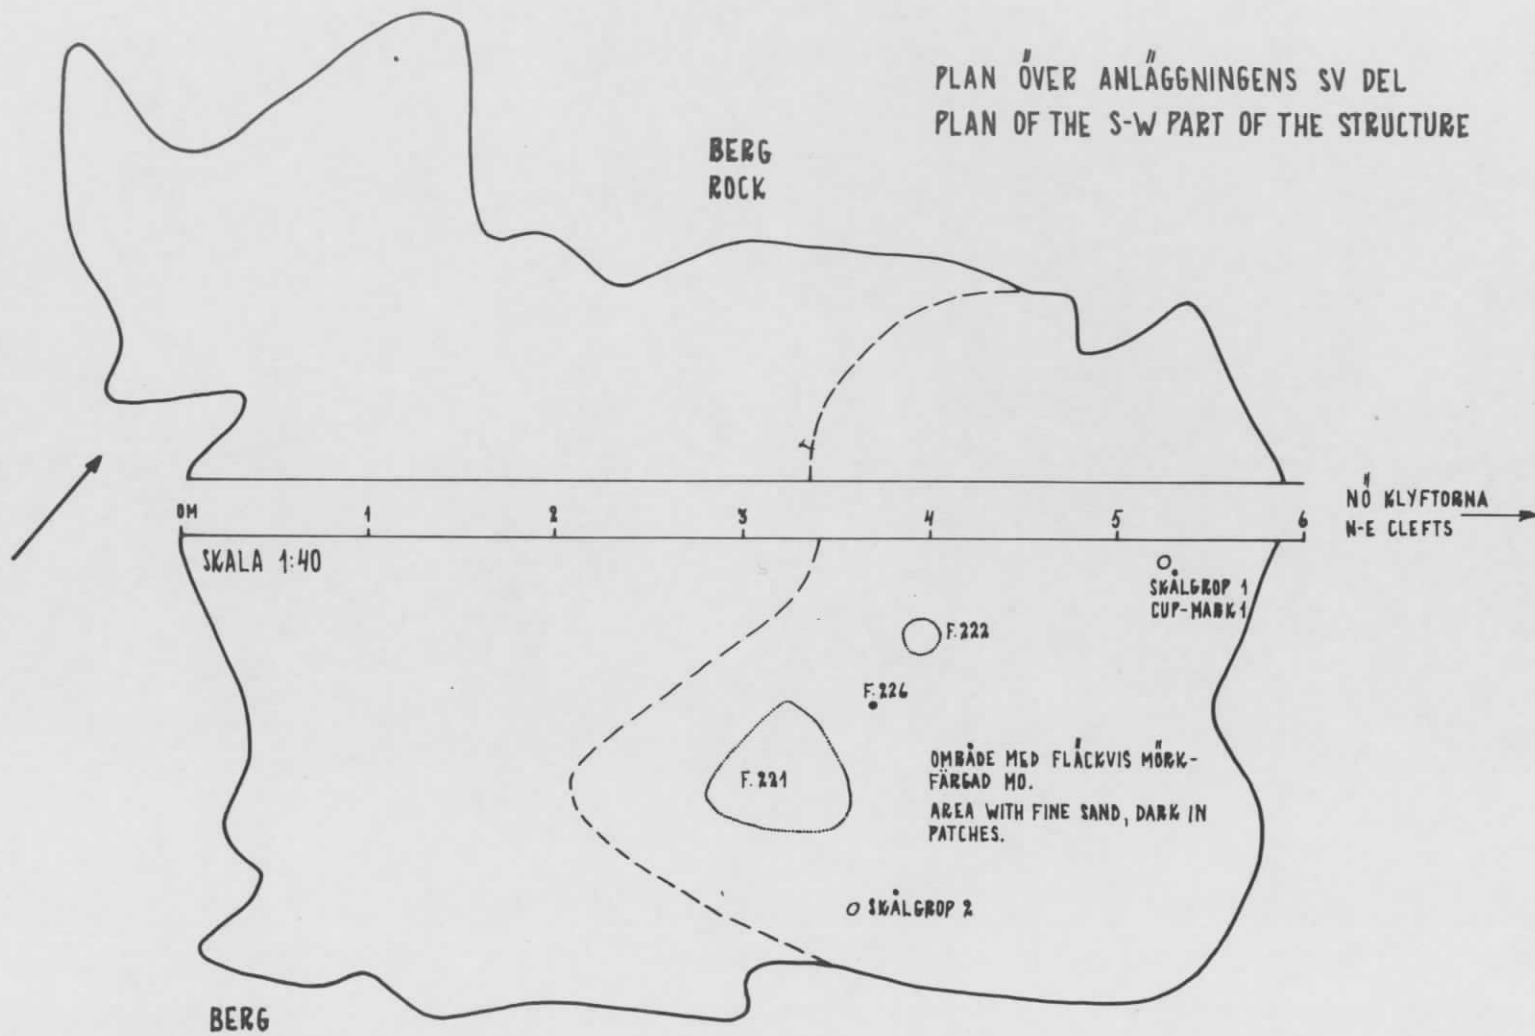 PLAN ÖVER ANLÄGGNINGENS SV DEL
PLAN OF THE S-W PART OF THE STRUCTURE
BERG
ROCK
NÖ KLYFTORNA
N-E CLEFTS
0M 1 2 3 4 5 6
SKALA 1:40
SKÅLGROP 1
CUP-MARK 1
F.222
F.226
F.221
OMRÅDE MED FLÄCKVIS MÖRK-
FÄRGAD MO.
AREA WITH FINE SAND, DARK IN
PATCHES.
SKÅLGROP 2
BERG